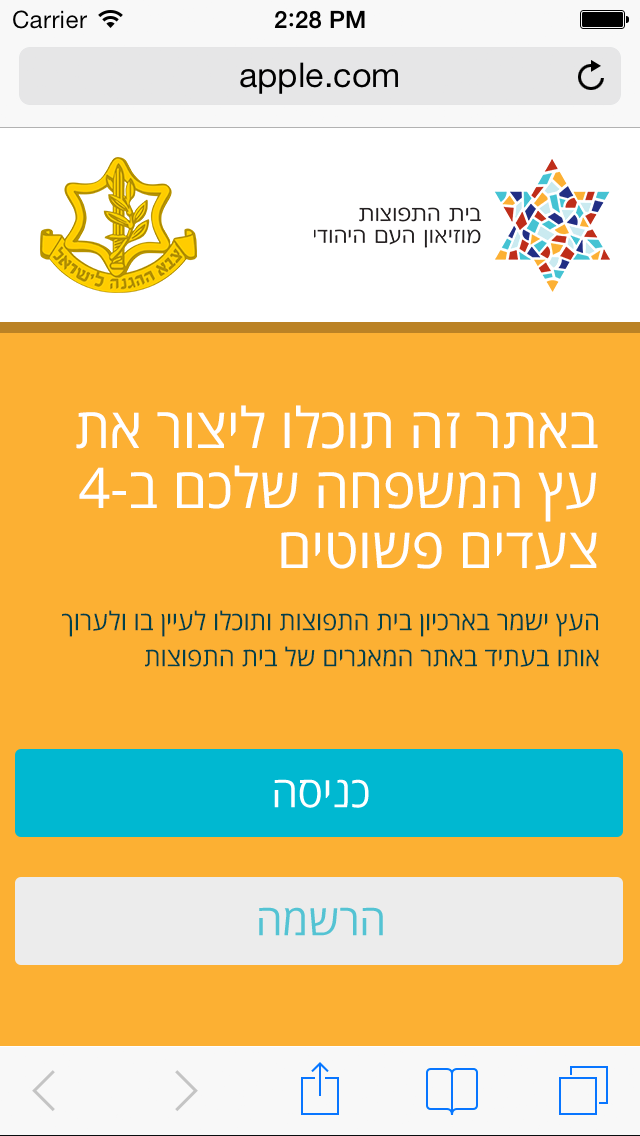 Carrier 2:28 PM
apple.com
צבא ההגנה לישראל
בית התפוצות
מוזיאון העם היהודי
באתר זה תוכלו ליצור את
עץ המשפחה שלכם ב-4
צעדים פשוטים
העץ ישמר בארכיון בית התפוצות ותוכלו לעיין בו ולערוך
אותו בעתיד באתר המאגרים של בית התפוצות
כניסה
הרשמה